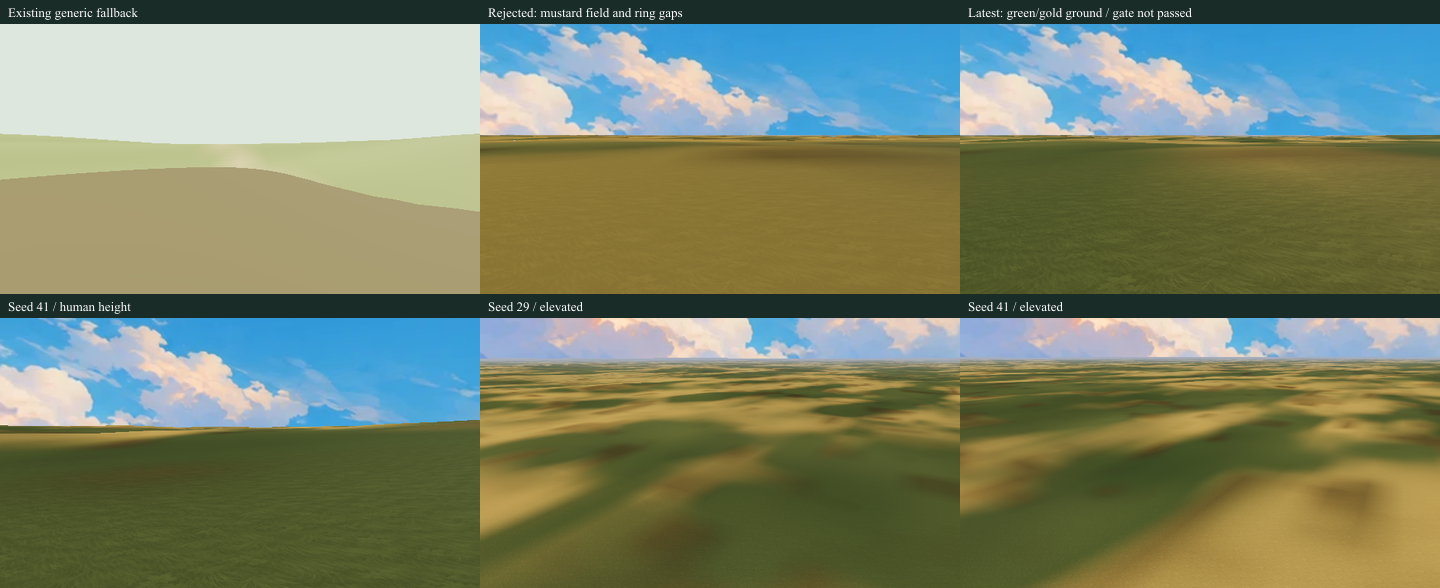 Existing generic fallback
Rejected: mustard field and ring gaps
Latest: green/gold ground / gate not passed
Seed 41 / human height
Seed 29 / elevated
Seed 41 / elevated